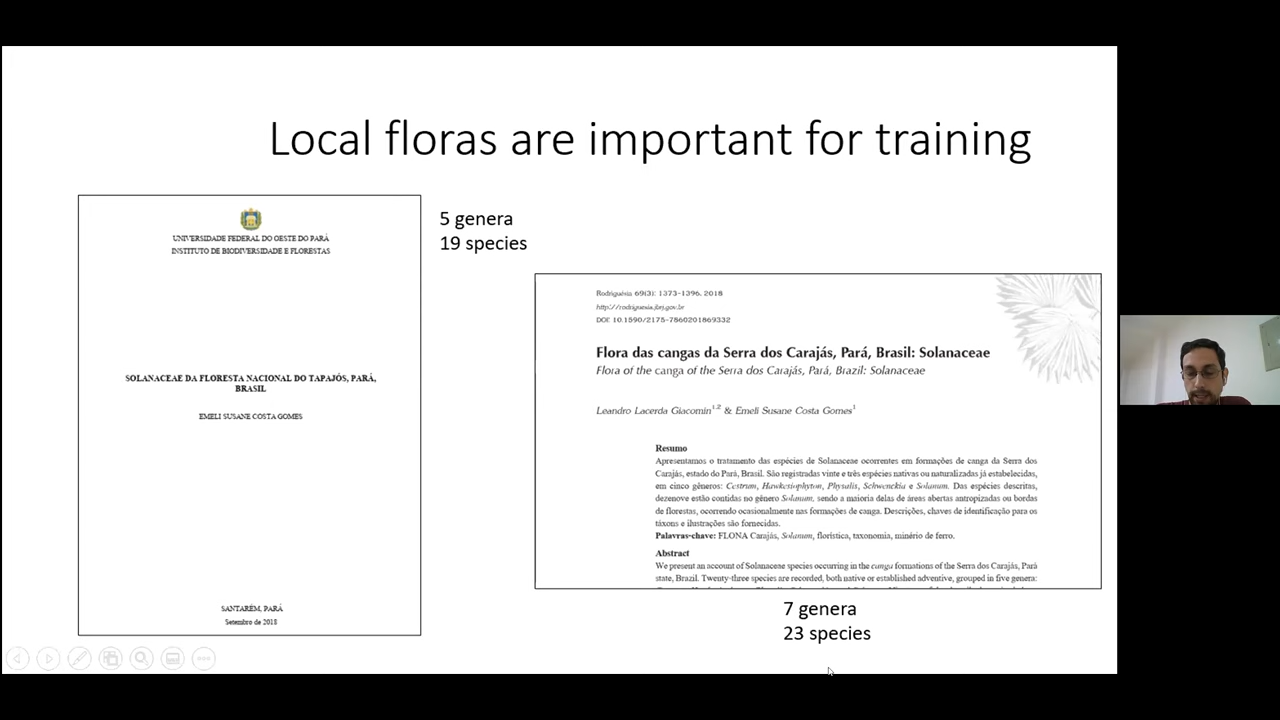 Local floras are important for training
UNIVERSIDADE FEDERAL DO OESTE DO PARÁ
INSTITUTO DE BIODIVERSIDADE E FLORESTAS
SOLANACEAE DA FLORESTA NACIONAL DO TAPAJÓS, PARÁ,
BRASIL
EMELI SUSANE COSTA GOMES
SANTARÉM, PARÁ
Setembro de 2018
5 genera
19 species
Rodriguésia 69(3): 1373-1396. 2018
http://rodriguesia.jbrj.gov.br
DOI: 10.1590/2175-7860201869332
Flora das cangas da Serra dos Carajás, Pará, Brasil: Solanaceae
Flora of the canga of the Serra dos Carajás, Pará, Brazil: Solanaceae
Leandro Lacerda Giacomin1,2 & Emeli Susane Costa Gomes1
Resumo
Apresentamos o tratamento das espécies de Solanaceae ocorrentes em formações de canga da Serra dos
Carajás, estado do Pará, Brasil. São registradas vinte e três espécies nativas ou naturalizadas já estabelecidas,
em cinco gêneros: Cestrum, Hawkesiophyton, Physalis, Schwenckia e Solanum. Das espécies descritas,
dezenove estão contidas no gênero Solanum, sendo a maioria delas de áreas abertas antropizadas ou bordas
de florestas, ocorrendo ocasionalmente nas formações de canga. Descrições, chaves de identificação para os
táxons e ilustrações são fornecidas.
Palavras-chave: FLONA Carajás, Solanum, florística, taxonomia, minério de ferro.
Abstract
We present an account of Solanaceae species occurring in the canga formations of the Serra dos Carajás, Pará
state, Brazil. Twenty-three species are recorded, both native or established adventive, grouped in five genera:
7 genera
23 species